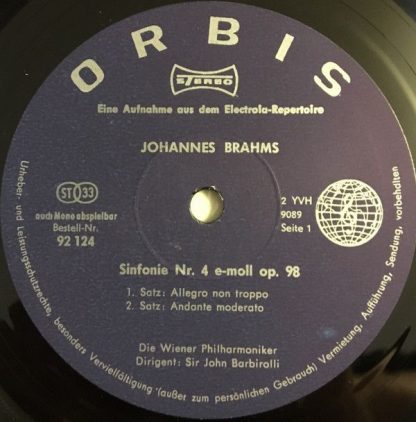 ORBIS
STEREO
Eine Aufnahme aus dem Electrola-Repertoire
JOHANNES BRAHMS
ST 33
auch Mono abspielbar
Bestell-Nr.
92 124
2 YVH
9089
Seite 1
Sinfonie Nr. 4 e-moll op. 98
1. Satz: Allegro non troppo
2. Satz: Andante moderato
Die Wiener Philharmoniker
Dirigent: Sir John Barbirolli
Urheber- und Leistungsschutzrechte, besonders Vervielfältigung (außer zum persönlichen Gebrauch) Vermietung, Aufführung, Sendung, vorbehalten